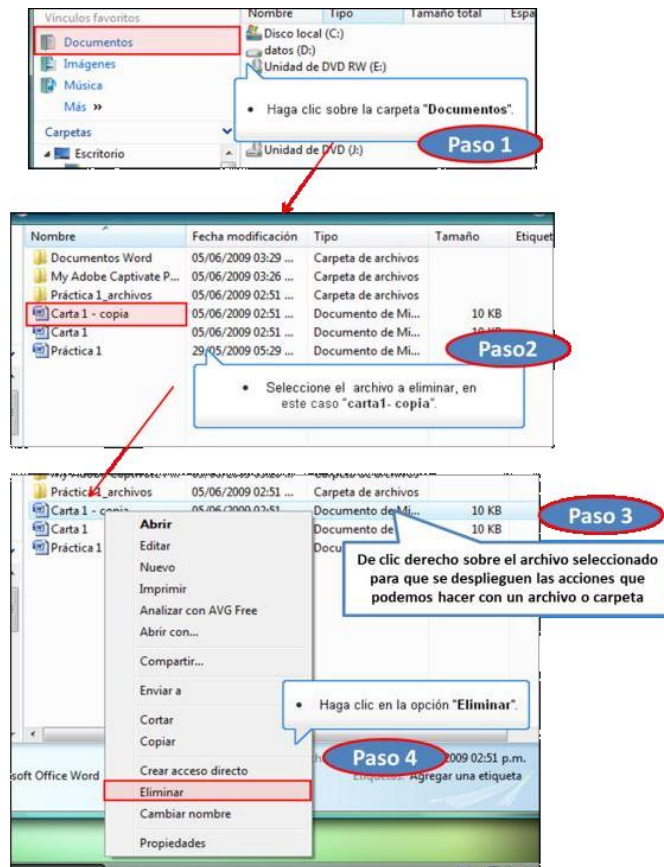 Vínculos favoritos
Documentos
Imágenes
Música
Más »
Carpetas
Escritorio
Nombre Tipo Tamaño total Espa
Disco local (C:)
datos (D:)
Unidad de DVD RW (E:)
• Haga clic sobre la carpeta "Documentos".
Unidad de DVD (J:)
Paso 1
Nombre Fecha modificación Tipo Tamaño Etiquet
Documentos Word 05/06/2009 03:29 ... Carpeta de archivos
My Adobe Captivate P... 05/06/2009 03:26 ... Carpeta de archivos
Práctica 1_archivos 05/06/2009 02:51 ... Carpeta de archivos
Carta 1 - copia 05/06/2009 02:51 ... Documento de Mi... 10 KB
Carta 1 05/06/2009 02:51 ... Documento de Mi... 10 KB
Práctica 1 29/05/2009 05:29 ... Documento de Mi...
Paso2
• Seleccione el archivo a eliminar, en
este caso "carta1- copia".
Práctica 1_archivos 05/06/2009 02:51 ... Carpeta de archivos
Carta 1 - copia 05/06/2009 02:51 Documento de Mi... 10 KB
Carta 1 Documento de 10 KB
Práctica 1 Docu
Paso 3
De clic derecho sobre el archivo seleccionado
para que se desplieguen las acciones que
podemos hacer con un archivo o carpeta
Abrir
Editar
Nuevo
Imprimir
Analizar con AVG Free
Abrir con...
Compartir...
Enviar a
Cortar
Copiar
Crear acceso directo
Eliminar
Cambiar nombre
Propiedades
• Haga clic en la opción "Eliminar".
Paso 4
2009 02:51 p.m.
soft Office Word
Etiquetas: Agregar una etiqueta